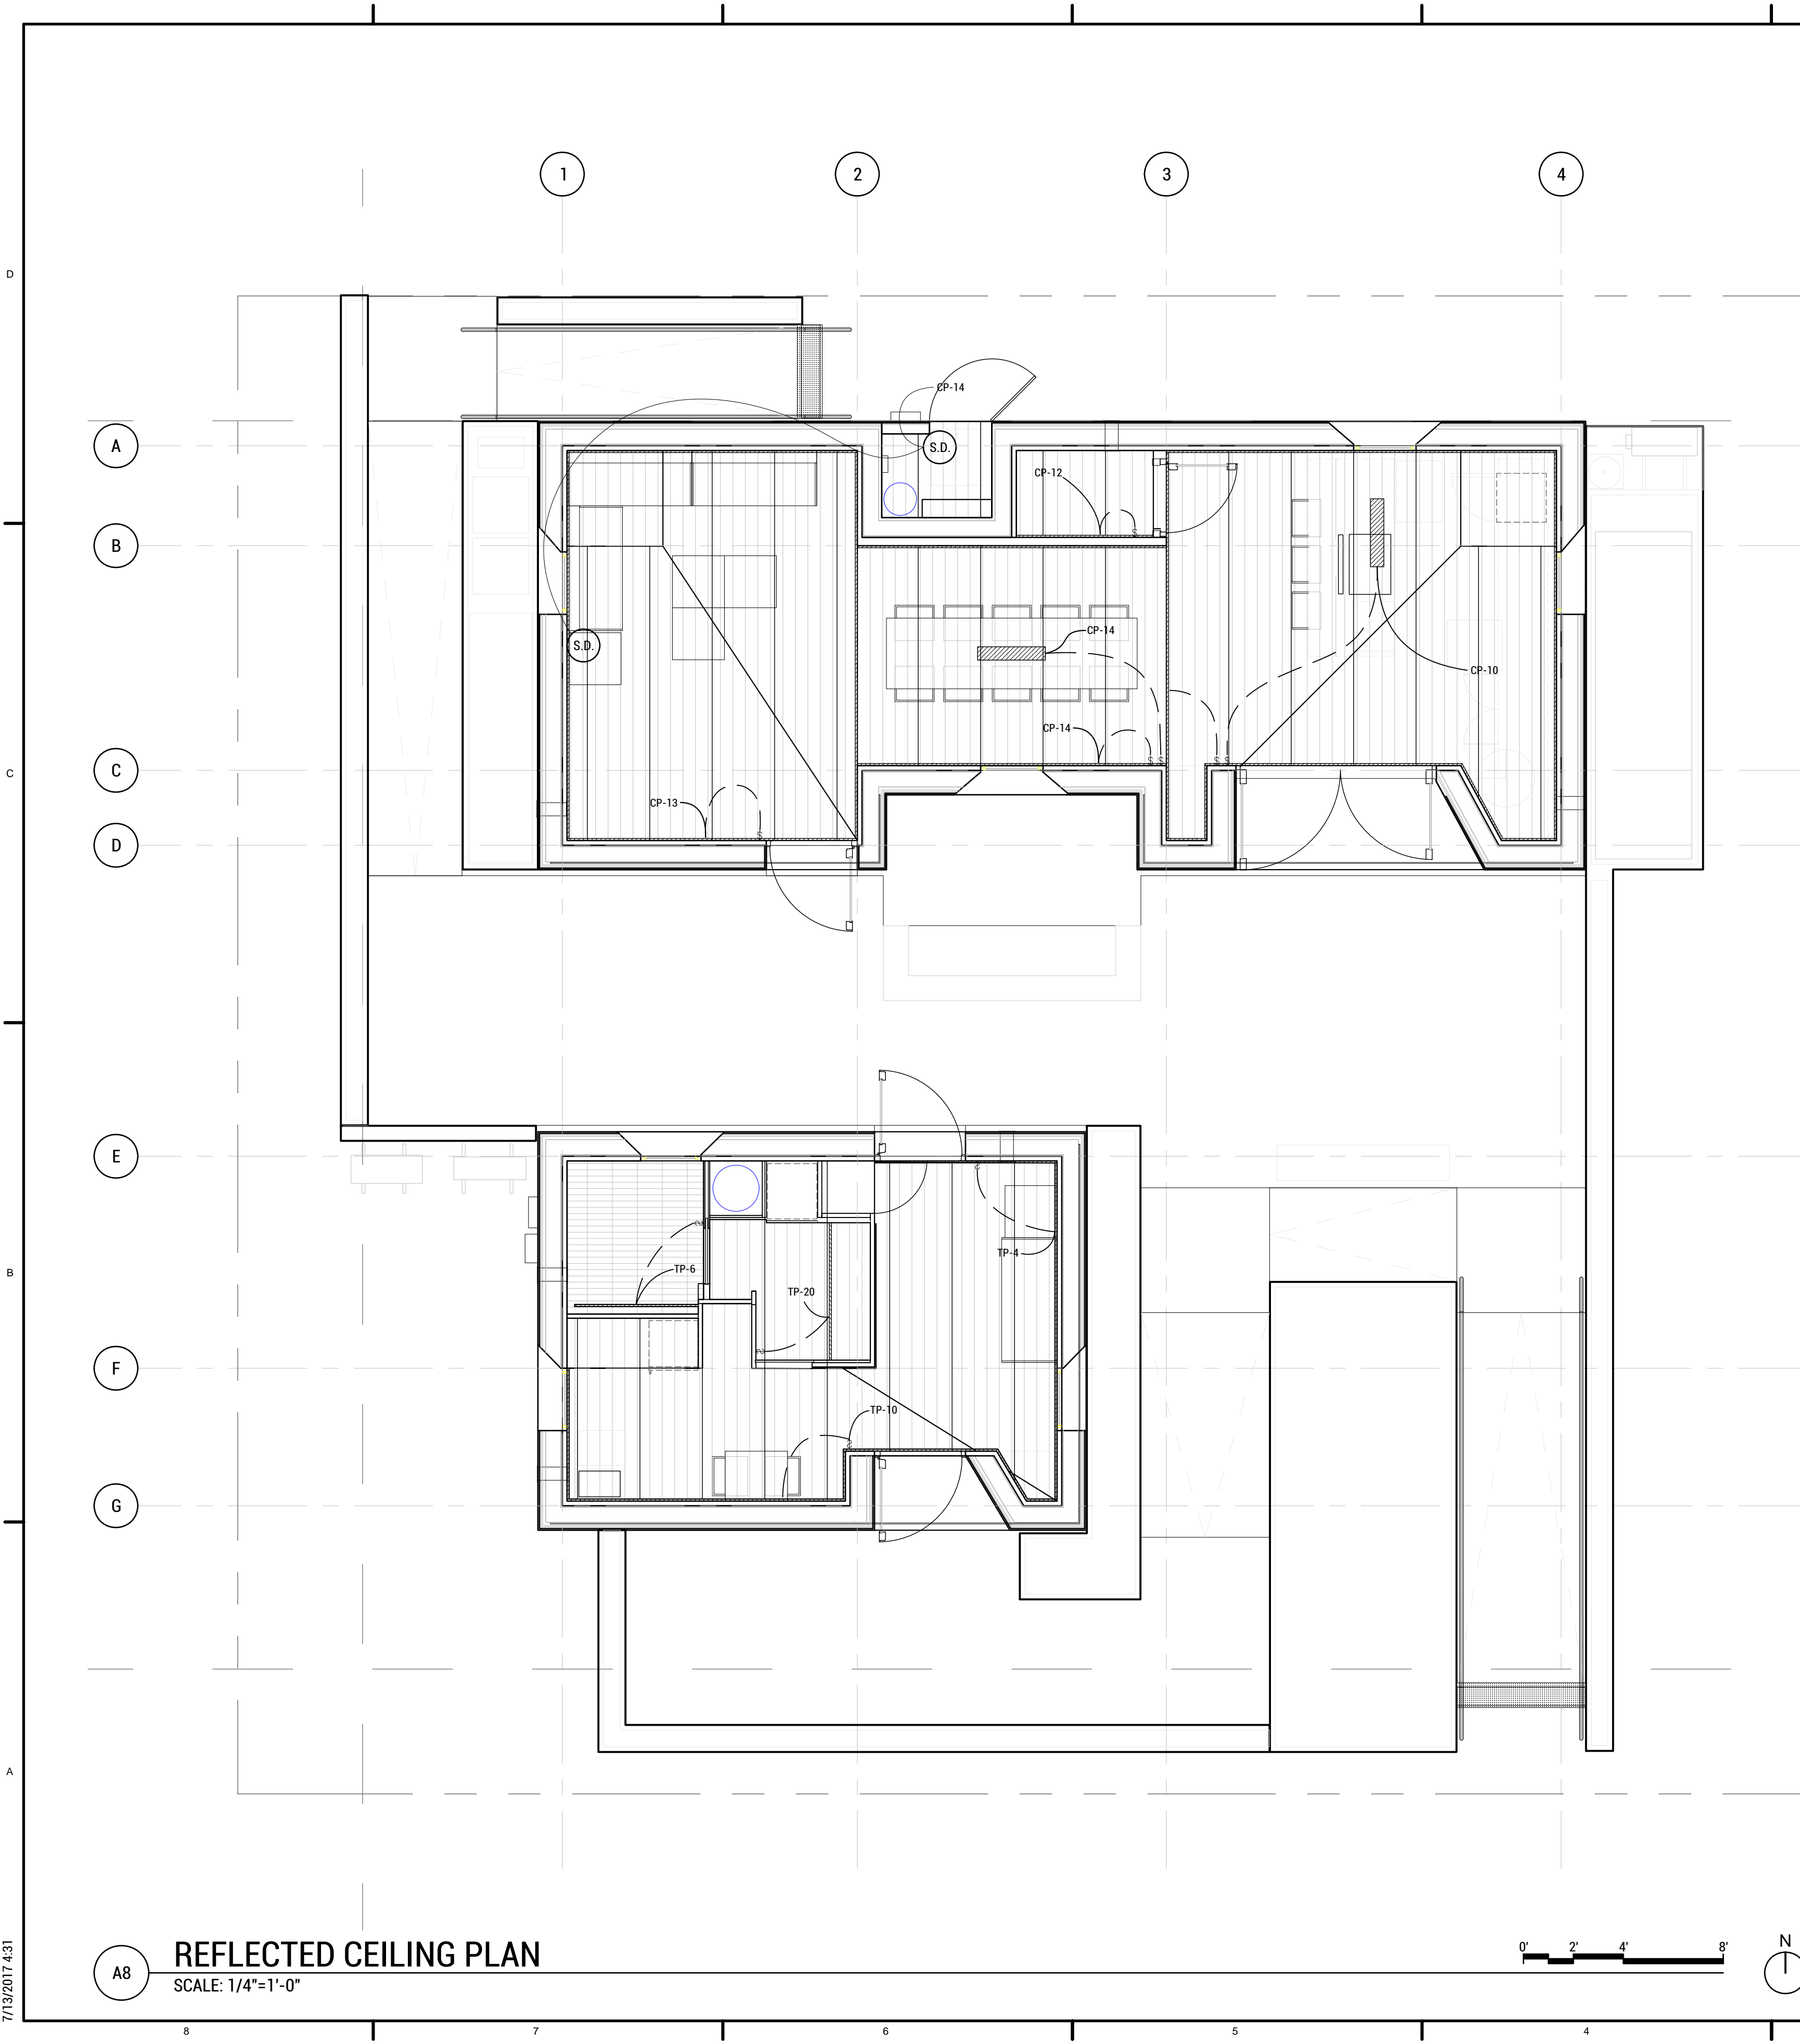 1 2 3 4
D
CP-14
A
S.D.
CP-12
B
CP-14
S.D.
CP-10
CP-14
C
C
CP-13
D
E
TP-4
TP-6
B
TP-20
F
TP-10
G
A
REFLECTED CEILING PLAN
A8
SCALE: 1/4"=1'-0"
0' 2' 4' 8'
N
7/13/2017 4:31
8 7 6 5 4